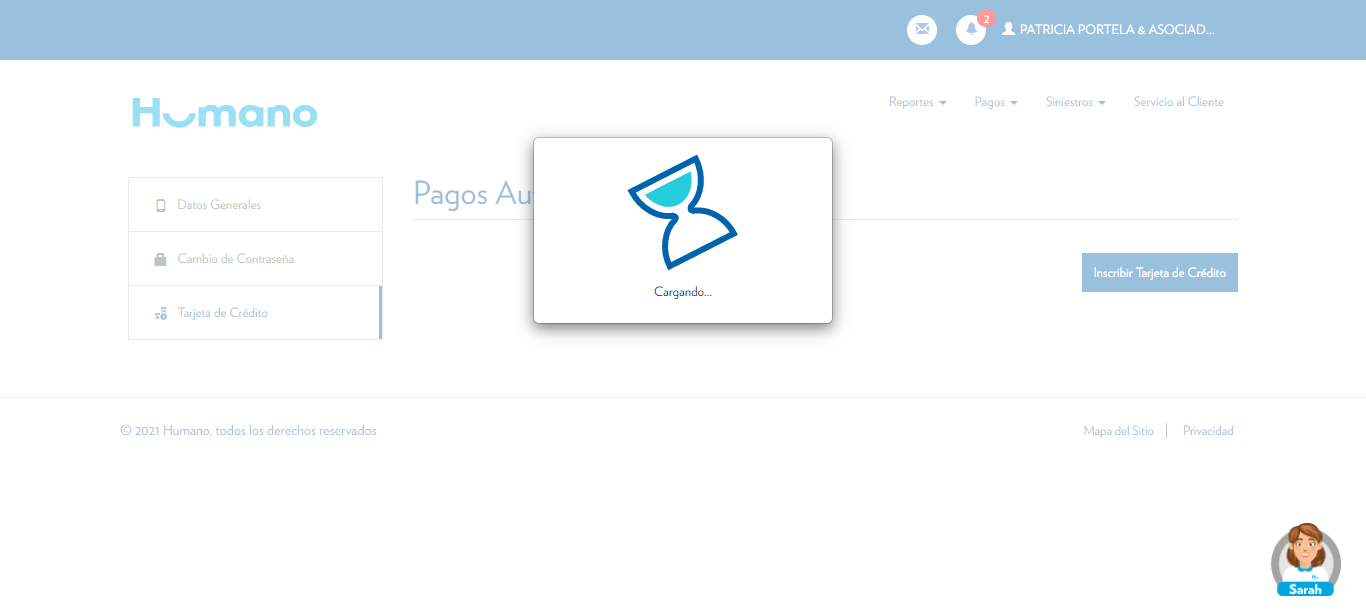 2
PATRICIA PORTELA & ASOCIAD...
Humano
Reportes
Pagos
Siniestros
Servicio al Cliente
Datos Generales
Cambio de Contraseña
Tarjeta de Crédito
Pagos
Cargando...
Inscribir Tarjeta de Crédito
© 2021 Humano, todos los derechos reservados
Mapa del Sitio
Privacidad
Sarah